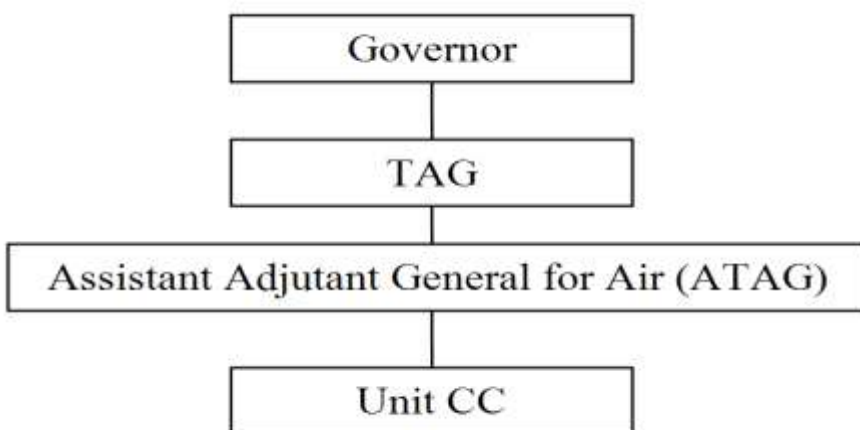 Governor
TAG
Assistant Adjutant General for Air (ATAG)
Unit CC